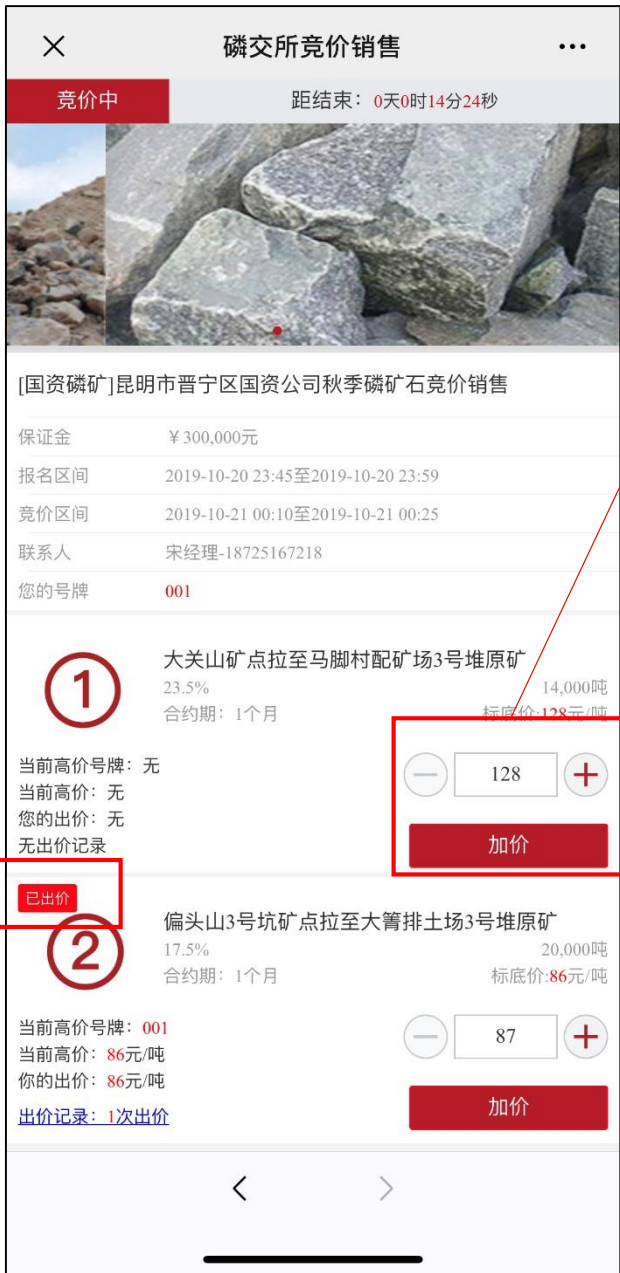 磷交所竞价销售
竞价中
距结束：0天0时14分24秒
[国资磷矿]昆明市晋宁区国资公司秋季磷矿石竞价销售
保证金 ￥300,000元
报名区间 2019-10-20 23:45至2019-10-20 23:59
竞价区间 2019-10-21 00:10至2019-10-21 00:25
联系人 宋经理-18725167218
您的号牌 001
1
大关山矿点拉至马脚村配矿场3号堆原矿
23.5% 14,000吨
合约期：1个月 标底价:128元/吨
当前高价号牌：无
当前高价：无
您的出价：无
无出价记录
128
加价
已出价
2
偏头山3号坑矿点拉至大箐排土场3号堆原矿
17.5% 20,000吨
合约期：1个月 标底价:86元/吨
当前高价号牌：001
当前高价：86元/吨
你的出价：86元/吨
出价记录：1次出价
87
加价